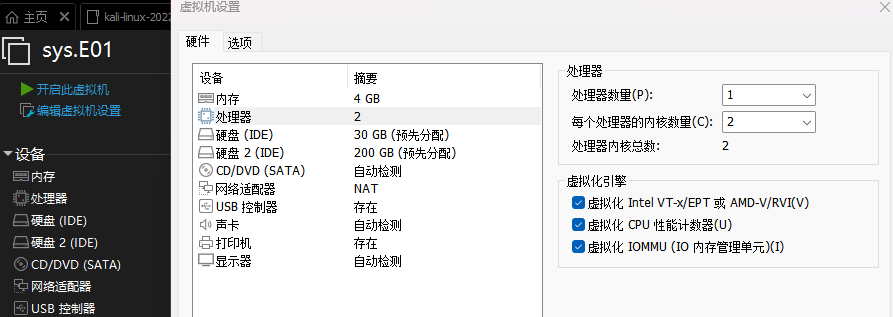 主页
kali-linux-2022
虚拟机设置
sys.E01
开启此虚拟机
编辑虚拟机设置
设备
内存
处理器
硬盘 (IDE)
硬盘 2 (IDE)
CD/DVD (SATA)
网络适配器
USB 控制器
硬件
选项
设备 摘要
内存 4 GB
处理器 2
硬盘 (IDE) 30 GB (预先分配)
硬盘 2 (IDE) 200 GB (预先分配)
CD/DVD (SATA) 自动检测
网络适配器 NAT
USB 控制器 存在
声卡 自动检测
打印机 存在
显示器 自动检测
处理器
处理器数量(P): 1
每个处理器的内核数量(C): 2
处理器内核总数: 2
虚拟化引擎
虚拟化 Intel VT-x/EPT 或 AMD-V/RVI(V)
虚拟化 CPU 性能计数器(U)
虚拟化 IOMMU (IO 内存管理单元)(I)